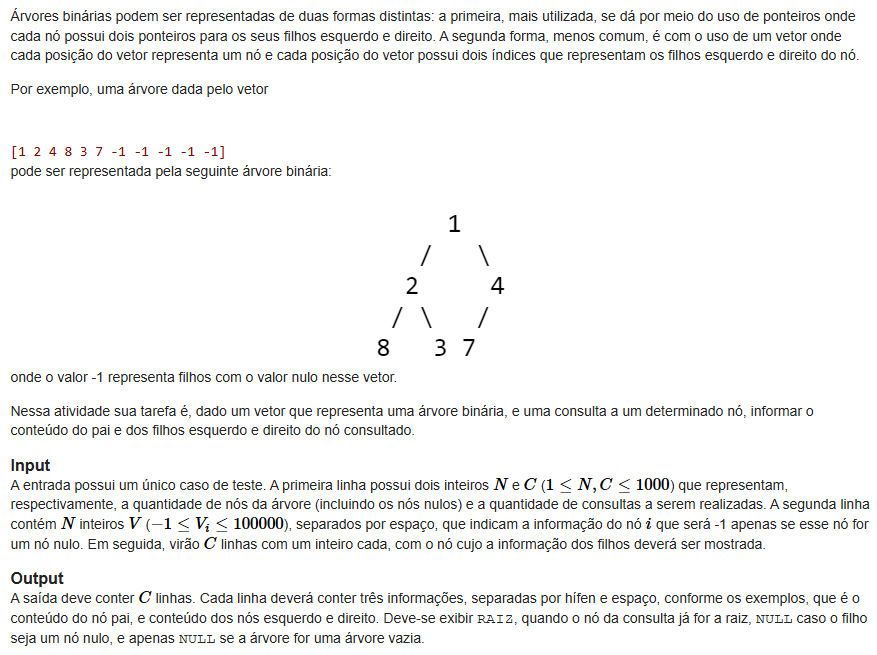 Árvores binárias podem ser representadas de duas formas distintas: a primeira, mais utilizada, se dá por meio do uso de ponteiros onde
cada nó possui dois ponteiros para os seus filhos esquerdo e direito. A segunda forma, menos comum, é com o uso de um vetor onde
cada posição do vetor representa um nó e cada posição do vetor possui dois índices que representam os filhos esquerdo e direito do nó.
Por exemplo, uma árvore dada pelo vetor
[1 2 4 8 3 7 -1 -1 -1 -1 -1]
pode ser representada pela seguinte árvore binária:
1
/ \
2 4
/ \ /
8 3 7
onde o valor -1 representa filhos com o valor nulo nesse vetor.
Nessa atividade sua tarefa é, dado um vetor que representa uma árvore binária, e uma consulta a um determinado nó, informar o
conteúdo do pai e dos filhos esquerdo e direito do nó consultado.
Input
A entrada possui um único caso de teste. A primeira linha possui dois inteiros N e C (1 ≤ N, C ≤ 1000) que representam,
respectivamente, a quantidade de nós da árvore (incluindo os nós nulos) e a quantidade de consultas a serem realizadas. A segunda linha
contém N inteiros V (−1 ≤ Vᵢ ≤ 100000), separados por espaço, que indicam a informação do nó i que será -1 apenas se esse nó for
um nó nulo. Em seguida, virão C linhas com um inteiro cada, com o nó cujo a informação dos filhos deverá ser mostrada.
Output
A saída deve conter C linhas. Cada linha deverá conter três informações, separadas por hífen e espaço, conforme os exemplos, que é o
conteúdo do nó pai, e conteúdo dos nós esquerdo e direito. Deve-se exibir RAIZ, quando o nó da consulta já for a raiz, NULL caso o filho
seja um nó nulo, e apenas NULL se a árvore for uma árvore vazia.